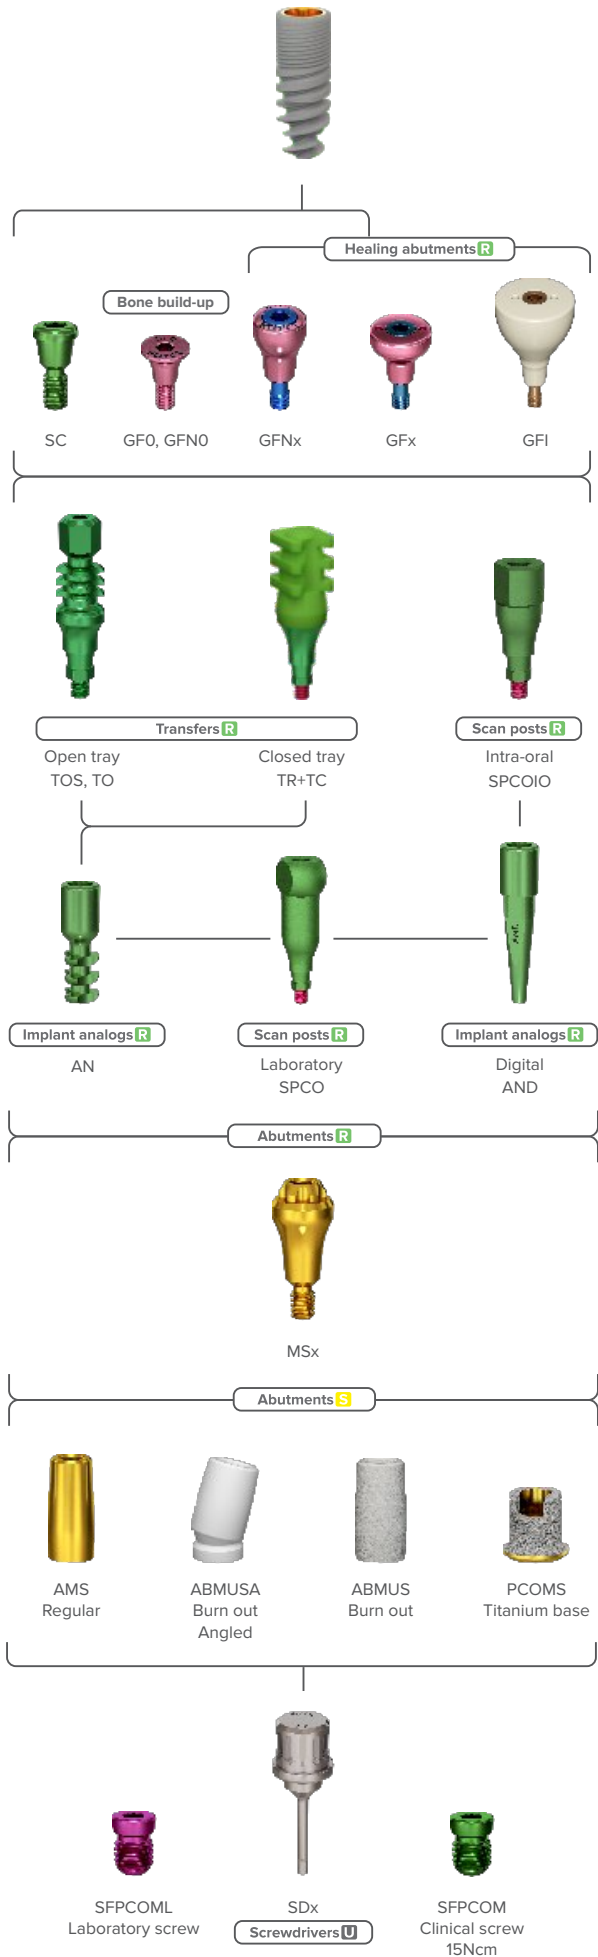 Healing abutments R
Bone build-up
SC
GF0, GFN0
GFNx
GFx
GFI
Transfers R
Scan posts R
Open tray
TOS, TO
Closed tray
TR+TC
Intra-oral
SPCOIO
Implant analogs R
Scan posts R
Implant analogs R
AN
Laboratory
SPCO
Digital
AND
Abutments R
MSx
Abutments S
AMS
Regular
ABMUSA
Burn out
Angled
ABMUS
Burn out
PCOMS
Titanium base
SFPCOML
Laboratory screw
SDx
Screwdrivers U
SFPCOM
Clinical screw
15Ncm